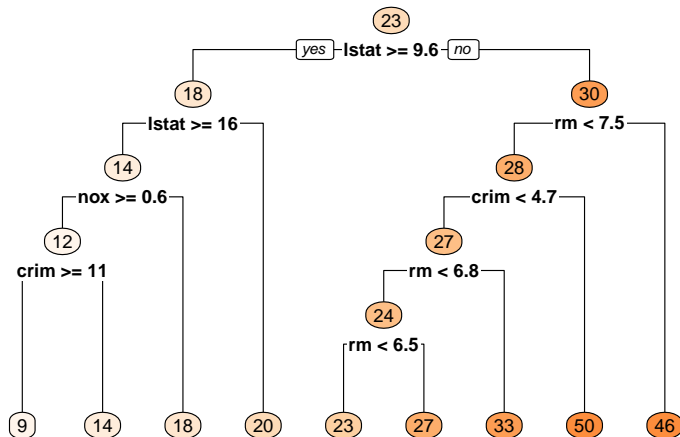 23
yes lstat >= 9.6 no
18 30
lstat >= 16 rm < 7.5
14 28
nox >= 0.6 crim < 4.7
12 27
crim >= 11 rm < 6.8
24
rm < 6.5
9 14 18 20 23 27 33 50 46